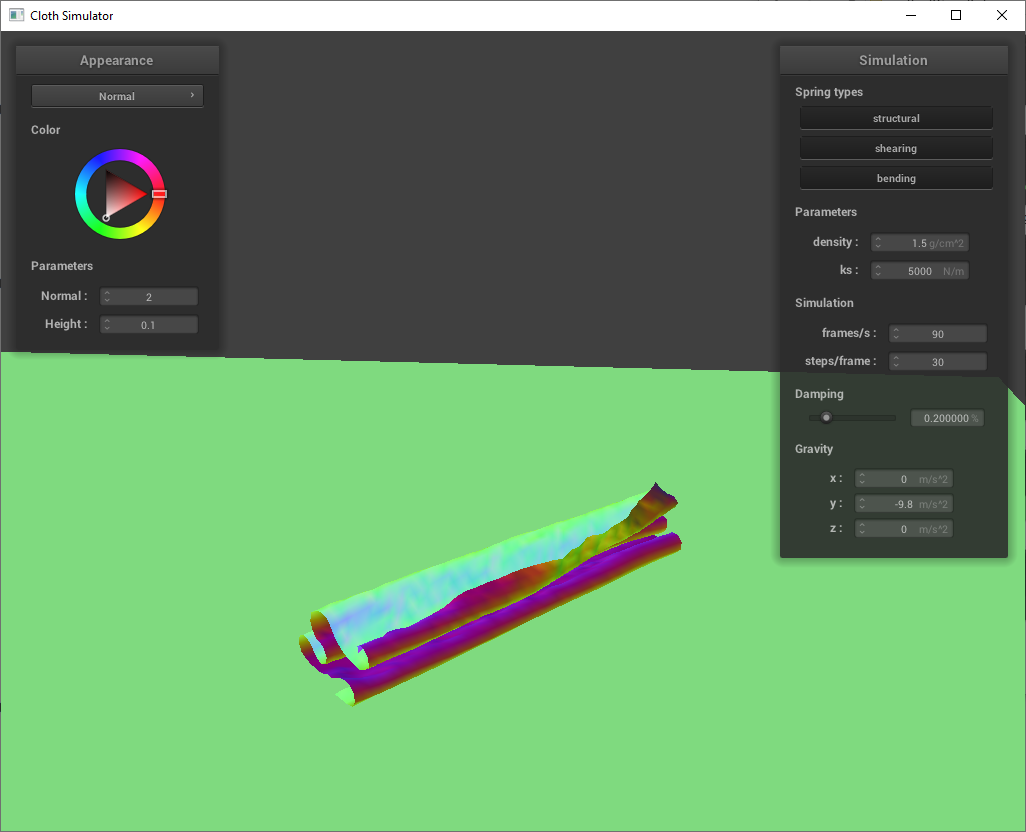 Cloth Simulator
Appearance
Normal
Color
Parameters
Normal : 2
Height : 0.1
Simulation
Spring types
structural
shearing
bending
Parameters
density : 1.5 g/cm^2
ks : 5000 N/m
Simulation
frames/s : 90
steps/frame : 30
Damping
0.200000 %
Gravity
x : 0 m/s^2
y : -9.8 m/s^2
z : 0 m/s^2